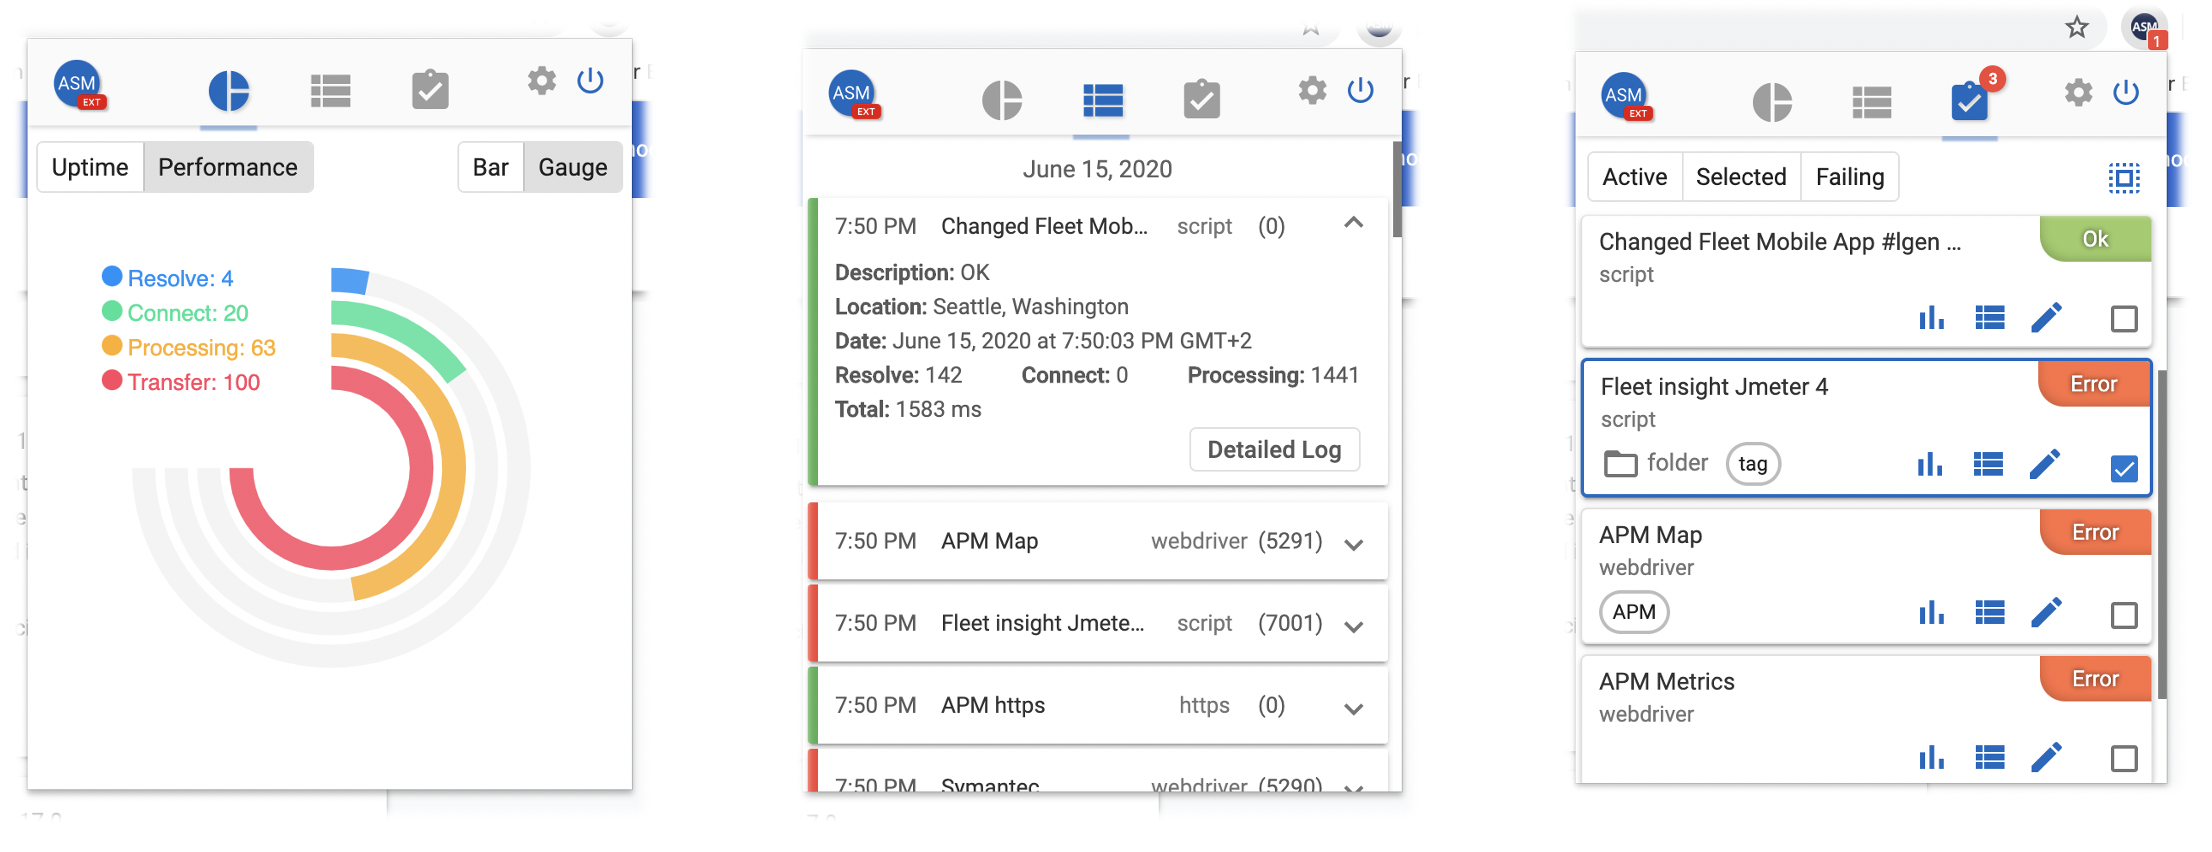 ASM
EXT
Uptime Performance Bar Gauge
Resolve: 4
Connect: 20
Processing: 63
Transfer: 100
ASM
EXT
June 15, 2020
7:50 PM Changed Fleet Mob... script (0)
Description: OK
Location: Seattle, Washington
Date: June 15, 2020 at 7:50:03 PM GMT+2
Resolve: 142 Connect: 0 Processing: 1441
Total: 1583 ms
Detailed Log
7:50 PM APM Map webdriver (5291)
7:50 PM Fleet insight Jmete... script (7001)
7:50 PM APM https https (0)
7:50 PM Symantec webdriver (5290)
ASM
1
ASM
EXT
3
Active Selected Failing
Changed Fleet Mobile App #lgen ... Ok
script
Fleet insight Jmeter 4 Error
script
folder tag
APM Map Error
webdriver
APM
APM Metrics Error
webdriver